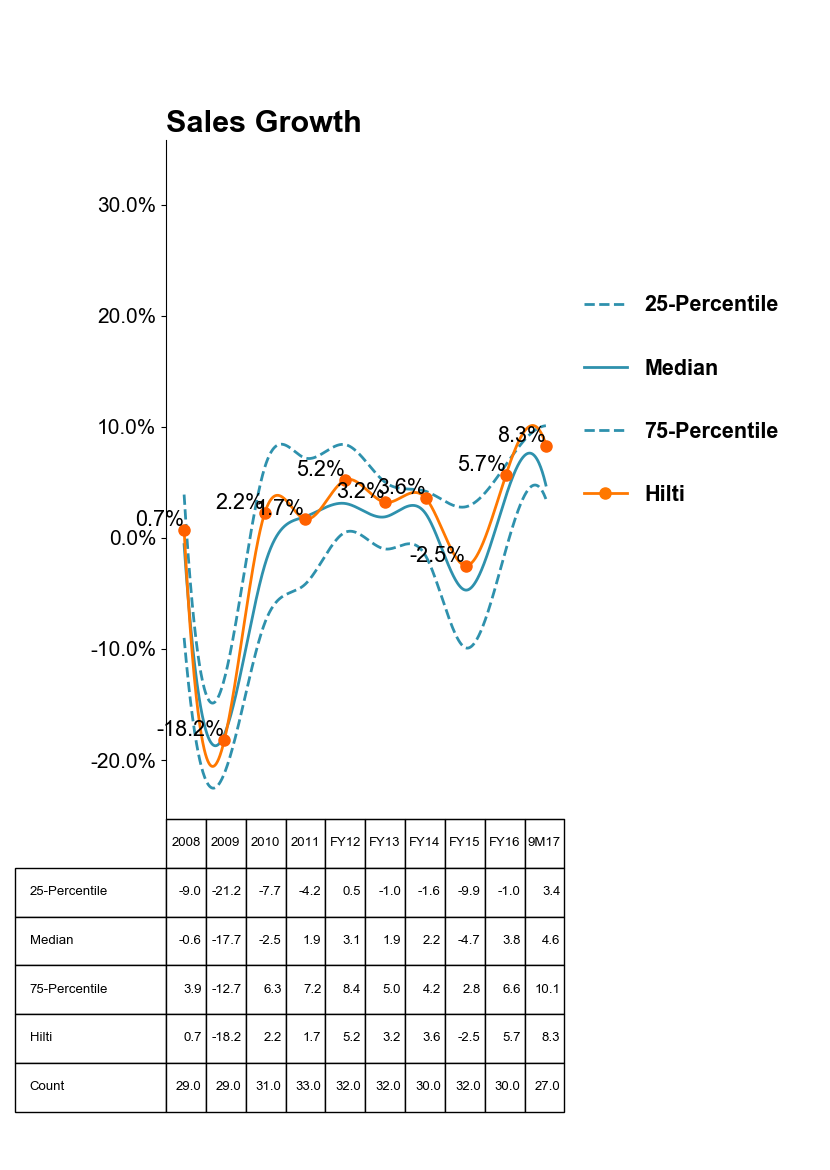 Sales Growth
30.0%
20.0%
10.0%
0.0%
-10.0%
-20.0%
0.7%
-18.2%
2.2%
1.7%
5.2%
3.2%
3.6%
-2.5%
5.7%
8.3%
25-Percentile
Median
75-Percentile
Hilti
2008 2009 2010 2011 FY12 FY13 FY14 FY15 FY16 9M17
25-Percentile -9.0 -21.2 -7.7 -4.2 0.5 -1.0 -1.6 -9.9 -1.0 3.4
Median -0.6 -17.7 -2.5 1.9 3.1 1.9 2.2 -4.7 3.8 4.6
75-Percentile 3.9 -12.7 6.3 7.2 8.4 5.0 4.2 2.8 6.6 10.1
Hilti 0.7 -18.2 2.2 1.7 5.2 3.2 3.6 -2.5 5.7 8.3
Count 29.0 29.0 31.0 33.0 32.0 32.0 30.0 32.0 30.0 27.0